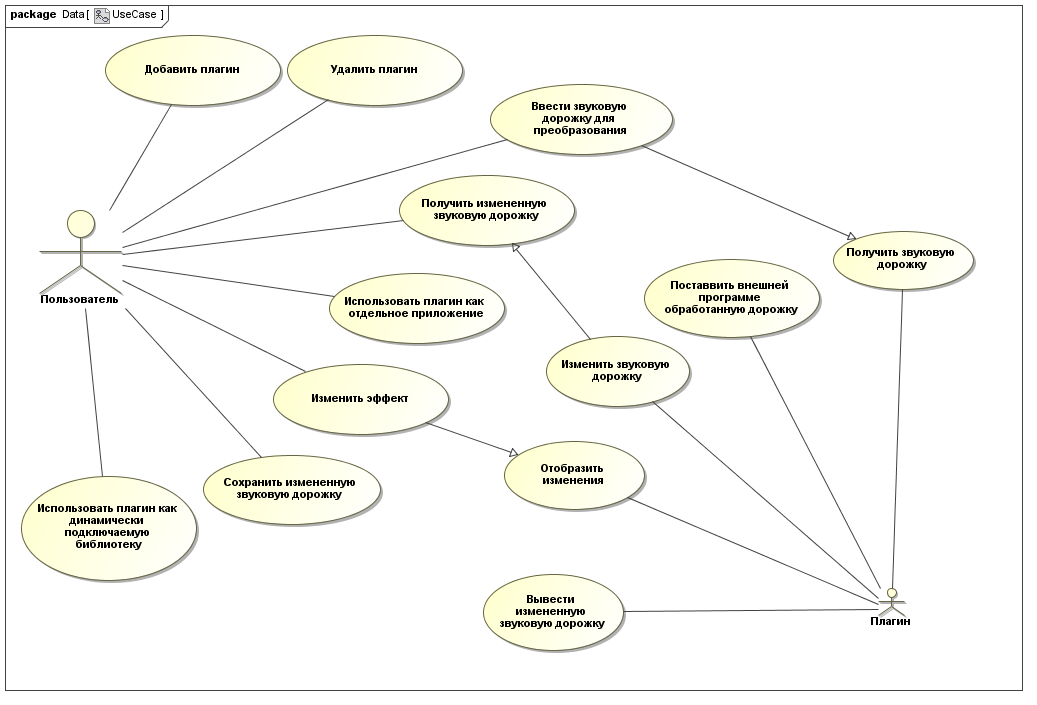 package Data [ UseCase ]
Добавить плагин
Удалить плагин
Ввести звуковую
дорожку для
преобразования
Получить измененную
звуковую дорожку
Получить звуковую
дорожку
Поставвить внешней
программе
обработанную дорожку
Пользователь
Использовать плагин как
отдельное приложение
Изменить звуковую
дорожку
Изменить эффект
Отобразить
изменения
Сохранить измененную
звуковую дорожку
Использовать плагин как
динамически
подключаемую
библиотеку
Вывести
измененную
звуковую дорожку
Плагин